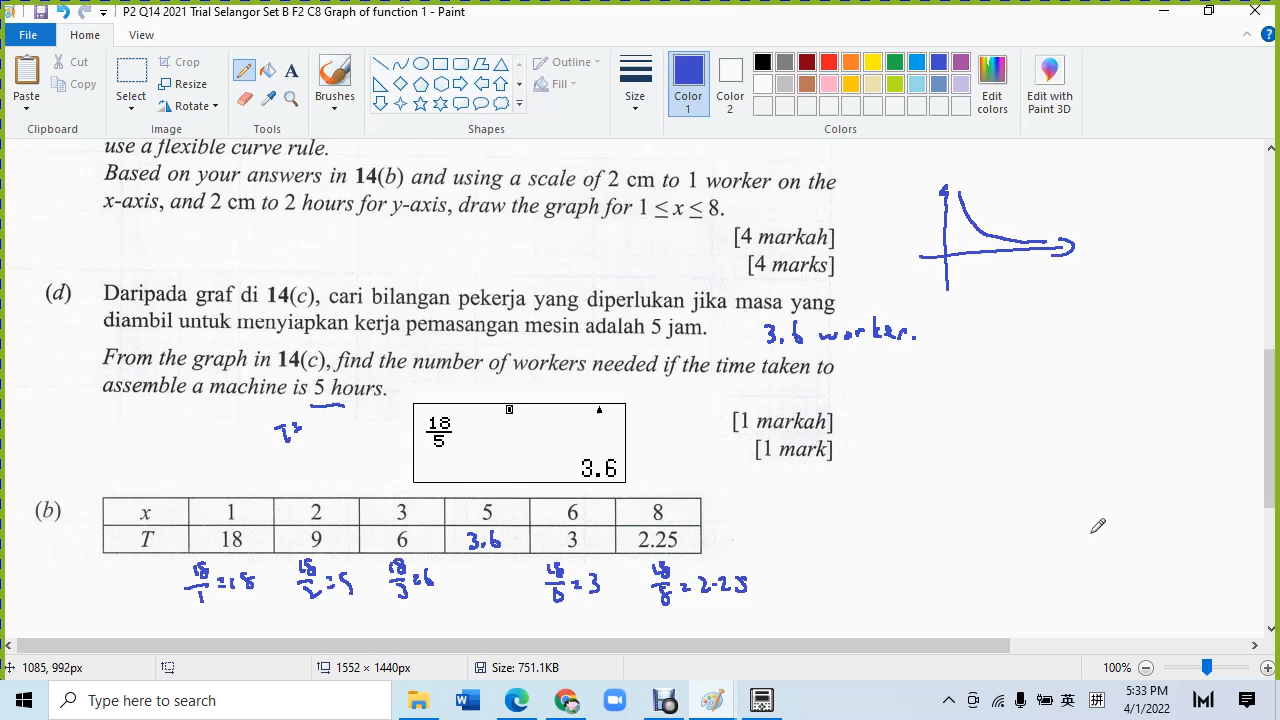 P2 Q14 2021 Trial Selangor Set B F2 C8 Graph of function 1 - Paint
File Home View
Paste
Cut
Copy
Clipboard
Select
Crop
Resize
Rotate
Image
A
Tools
Brushes
Outline
Fill
Shapes
Size
Color 1
Color 2
Edit colors
Edit with Paint 3D
Colors
use a flexible curve rule.
Based on your answers in 14(b) and using a scale of 2 cm to 1 worker on the
x-axis, and 2 cm to 2 hours for y-axis, draw the graph for 1 ≤ x ≤ 8.
[4 markah]
[4 marks]
(d) Daripada graf di 14(c), cari bilangan pekerja yang diperlukan jika masa yang
diambil untuk menyiapkan kerja pemasangan mesin adalah 5 jam.
3.6 worker.
From the graph in 14(c), find the number of workers needed if the time taken to
assemble a machine is 5 hours.
[1 markah]
[1 mark]
18/5
3.6
(b) x 1 2 3 5 6 8
T 18 9 6 3.6 3 2.25
18/1 = 18 18/2 = 9 18/3 = 6 18/6 = 3 18/8 = 2.25
1085, 992px 1552 × 1440px Size: 751.1KB 100%
Type here to search
英 拼 5:33 PM
4/1/2022